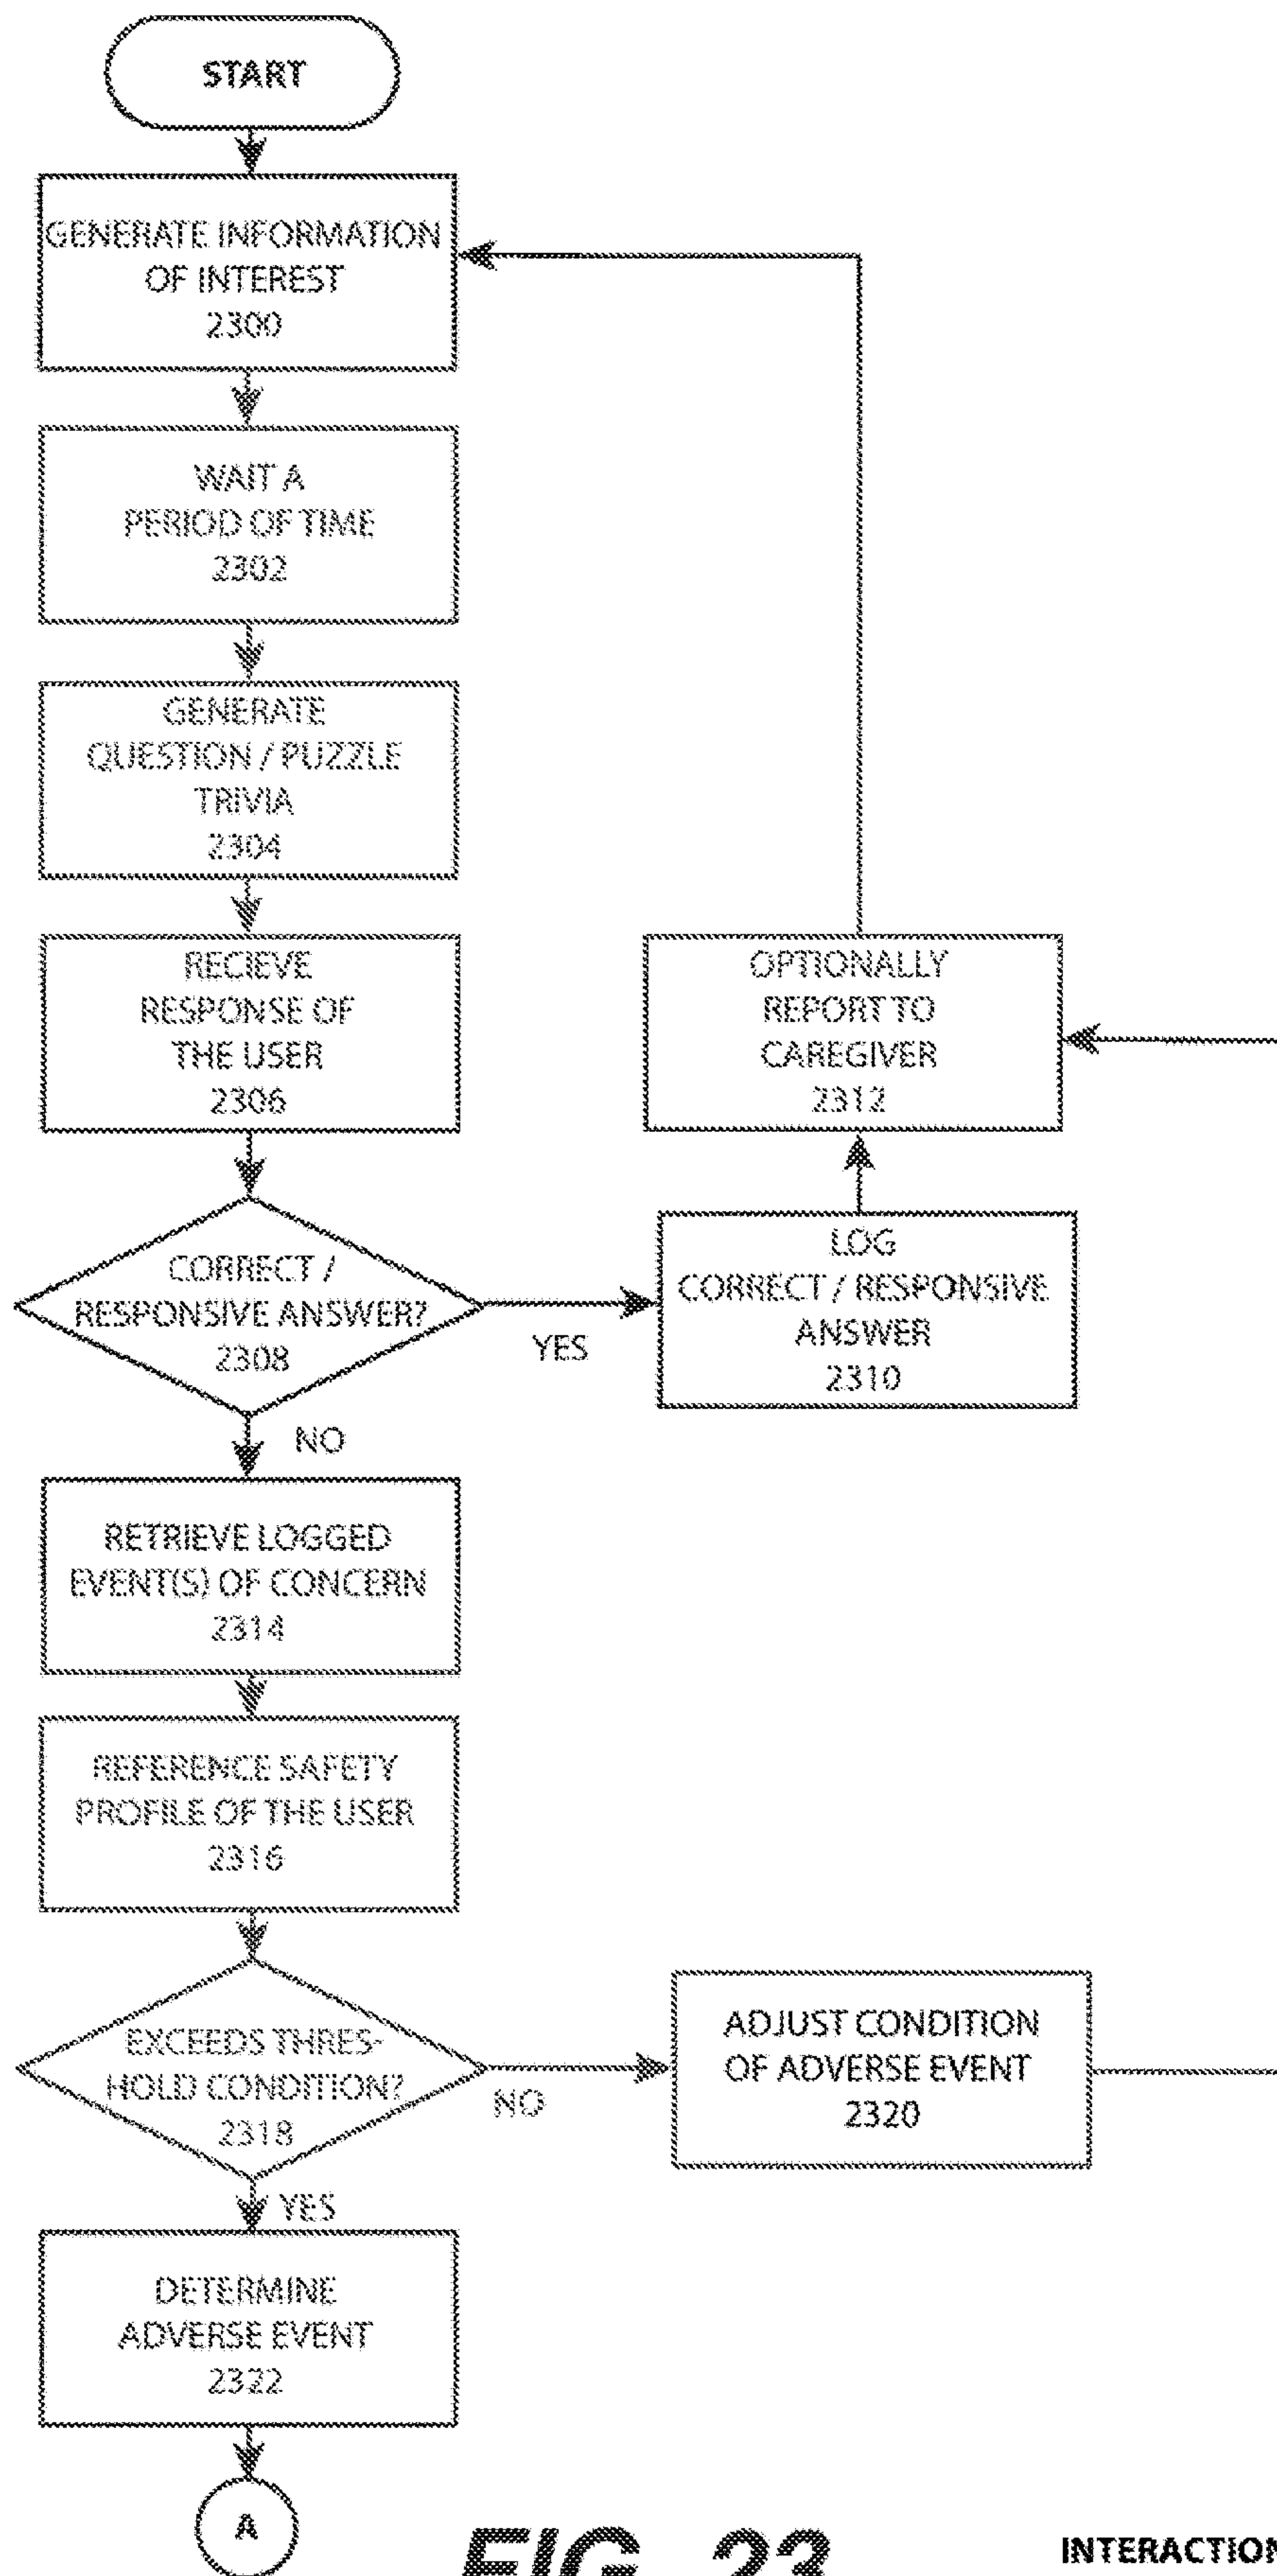 START
GENERATE INFORMATION
OF INTEREST
2300
WAIT A
PERIOD OF TIME
2302
GENERATE
QUESTION / PUZZLE
TRIVIA
2304
RECIEVE
RESPONSE OF
THE USER
2306
OPTIONALLY
REPORT TO
CAREGIVER
2312
CORRECT /
RESPONSIVE ANSWER?
2308
YES
LOG
CORRECT / RESPONSIVE
ANSWER
2310
NO
RETRIEVE LOGGED
EVENT(S) OF CONCERN
2314
REFERENCE SAFETY
PROFILE OF THE USER
2316
EXCEEDS THRES-
HOLD CONDITION?
2318
NO
ADJUST CONDITION
OF ADVERSE EVENT
2320
YES
DETERMINE
ADVERSE EVENT
2322
A
FIG. 23
INTERACTION